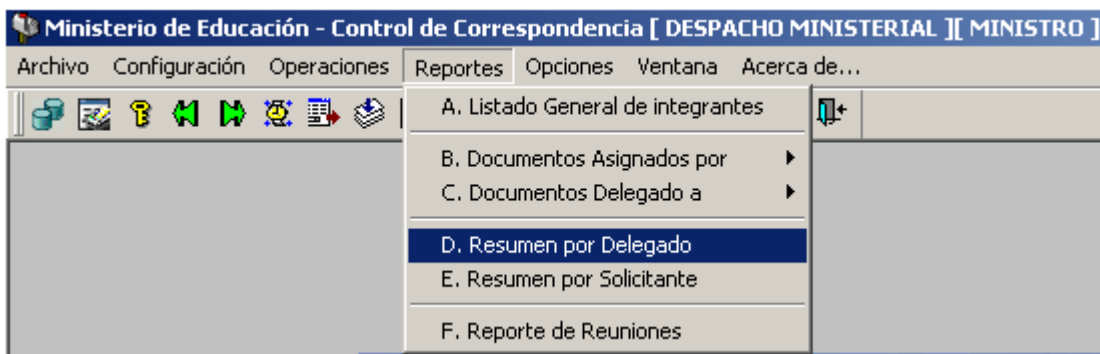 Ministerio de Educación - Control de Correspondencia [ DESPACHO MINISTERIAL ][ MINISTRO ]
Archivo Configuración Operaciones Reportes Opciones Ventana Acerca de...
A. Listado General de integrantes
B. Documentos Asignados por
C. Documentos Delegado a
D. Resumen por Delegado
E. Resumen por Solicitante
F. Reporte de Reuniones